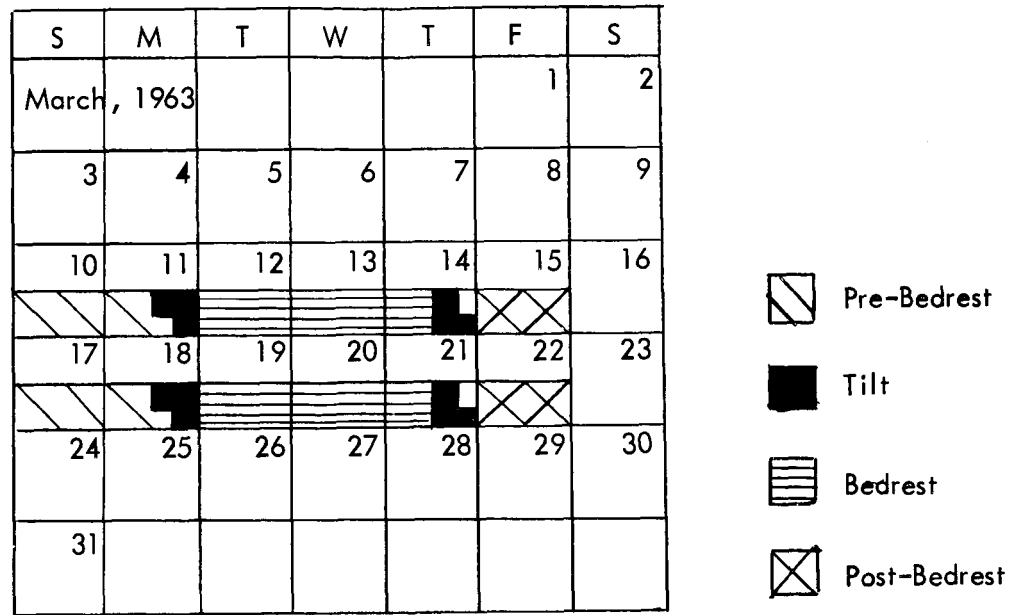 S M T W T F S
March, 1963 1 2
3 4 5 6 7 8 9
10 11 12 13 14 15 16
17 18 19 20 21 22 23
24 25 26 27 28 29 30
31
Pre-Bedrest
Tilt
Bedrest
Post-Bedrest